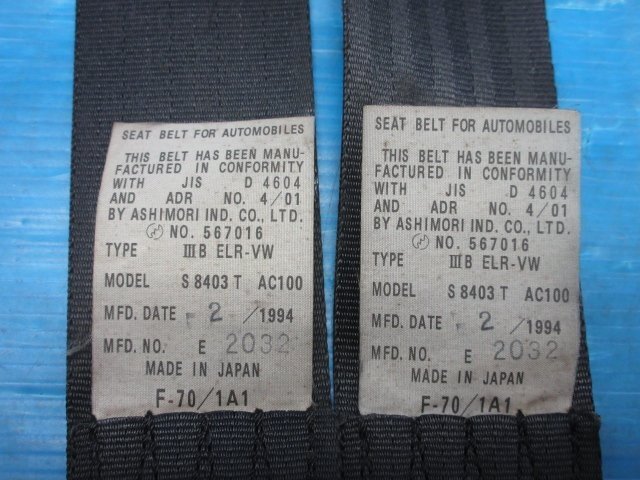 SEAT BELT FOR AUTOMOBILES
THIS BELT HAS BEEN MANU-
FACTURED IN CONFORMITY
WITH JIS D 4604
AND ADR NO. 4/01
BY ASHIMORI IND. CO., LTD.
NO. 567016
TYPE IIIB ELR-VW
MODEL S 8403 T AC100
MFD. DATE 2 / 1994
MFD. NO. E 2032
MADE IN JAPAN
F-70/1A1
SEAT BELT FOR AUTOMOBILES
THIS BELT HAS BEEN MANU-
FACTURED IN CONFORMITY
WITH JIS D 4604
AND ADR NO. 4/01
BY ASHIMORI IND. CO., LTD.
NO. 567016
TYPE IIIB ELR-VW
MODEL S 8403 T AC100
MFD. DATE 2 / 1994
MFD. NO. E 2032
MADE IN JAPAN
F-70/1A1